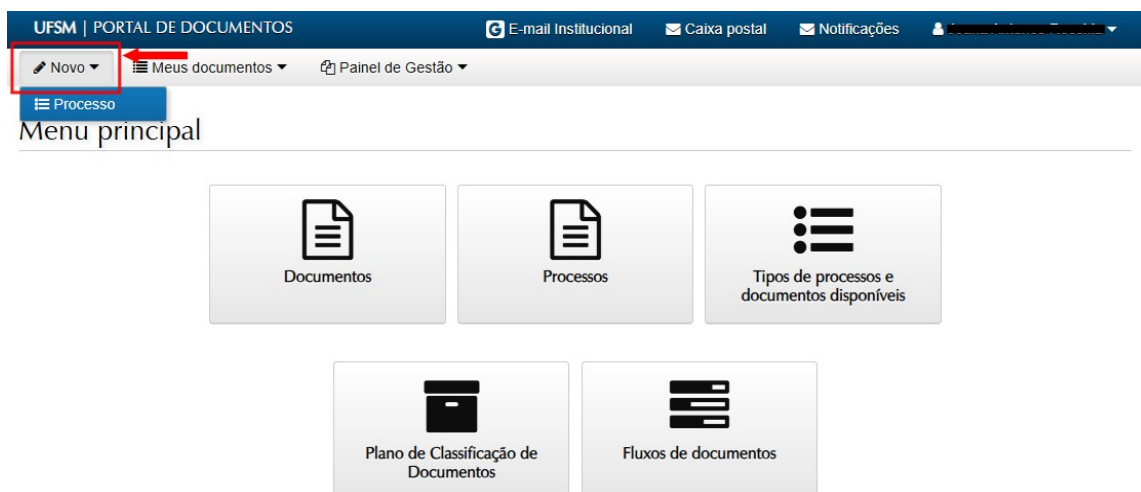 UFSM | PORTAL DE DOCUMENTOS
E-mail Institucional
Caixa postal
Notificações
Novo
Meus documentos
Painel de Gestão
Processo
Menu principal
Documentos
Processos
Tipos de processos e
documentos disponíveis
Plano de Classificação de
Documentos
Fluxos de documentos